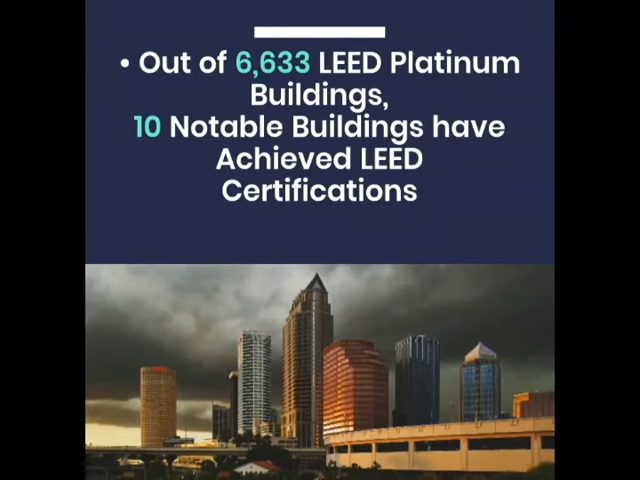 • Out of 6,633 LEED Platinum
Buildings,
10 Notable Buildings have
Achieved LEED
Certifications